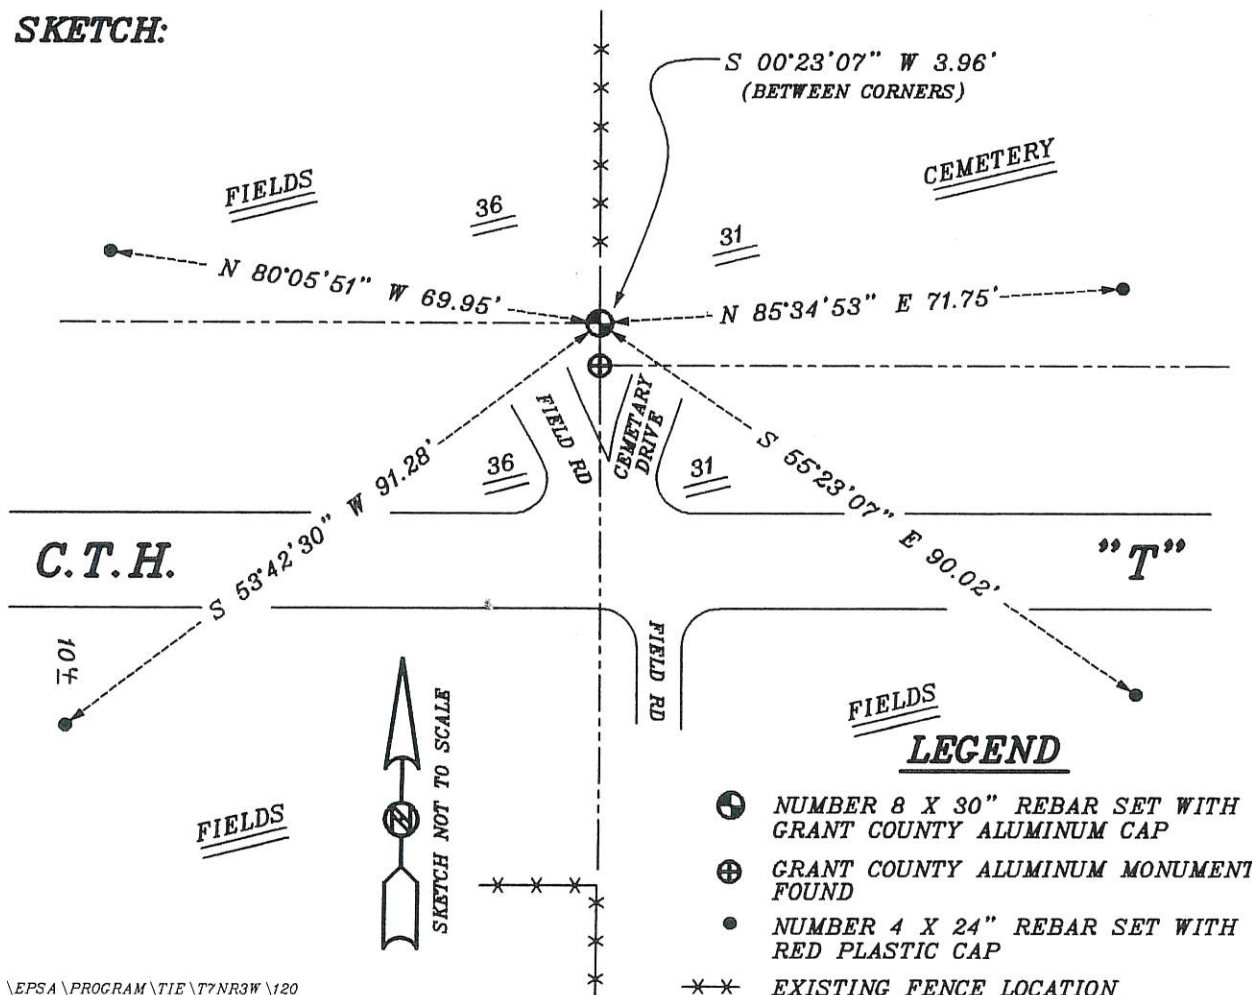 SKETCH:
S 00°23'07" W 3.96'
(BETWEEN CORNERS)
FIELDS
36
31
CEMETERY
N 80°05'51" W 69.95'
N 85°34'53" E 71.75'
FIELD RD
CEMETARY
DRIVE
36
31
S 53°42'30" W 91.28'
S 55°23'07" E 90.02'
C.T.H.
"T"
FIELD RD
FIELDS
SKETCH NOT TO SCALE
N
FIELDS
LEGEND
NUMBER 8 X 30" REBAR SET WITH
GRANT COUNTY ALUMINUM CAP
GRANT COUNTY ALUMINUM MONUMENT
FOUND
NUMBER 4 X 24" REBAR SET WITH
RED PLASTIC CAP
EXISTING FENCE LOCATION
\EPSA\PROGRAM\TIE\T7NR3W\120